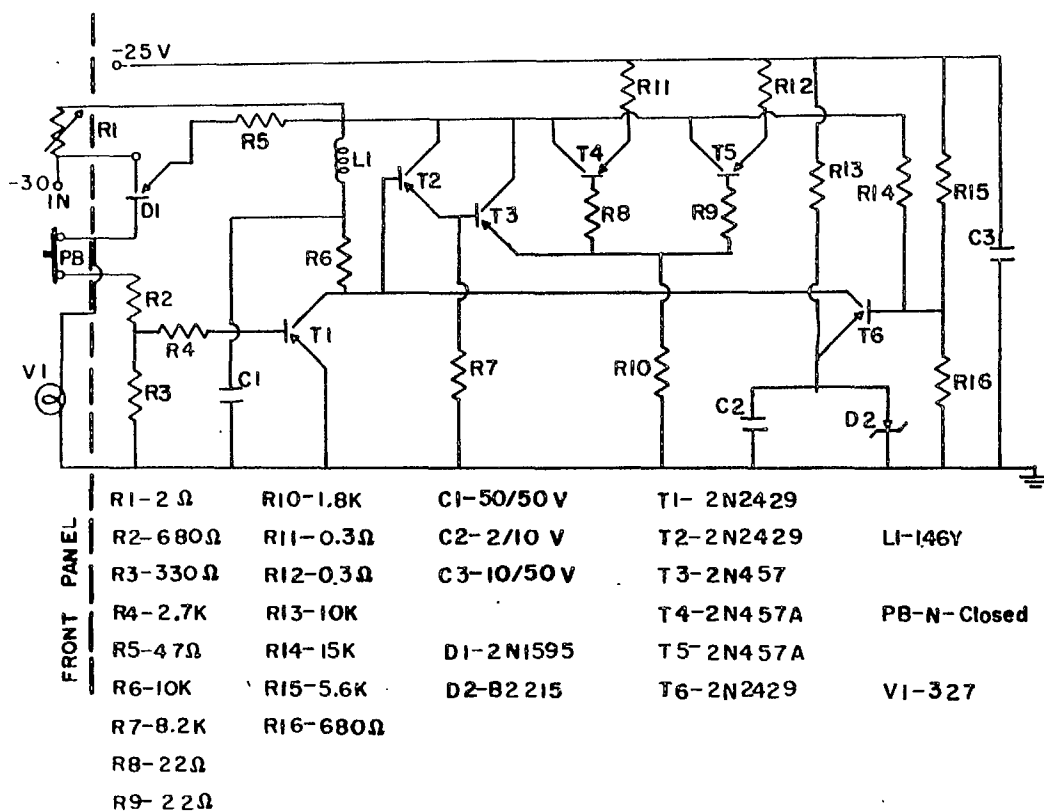 -25V
R11
R12
R1
R5
L1
T2
T4
T5
R13
R14
R15
-30
IN
D1
T3
R8
R9
C3
PB
R6
R2
T1
T6
R4
R7
R10
R16
V1
R3
C1
C2
D2
FRONT PANEL
R1-2Ω R10-1.8K C1-50/50V T1-2N2429
R2-680Ω R11-0.3Ω C2-2/10 V T2-2N2429 L1-1.46Y
R3-330Ω R12-0.3Ω C3-10/50V T3-2N457
R4-2.7K R13-10K T4-2N457A PB-N-Closed
R5-47Ω R14-15K D1-2N1595 T5-2N457A
R6-10K R15-5.6K D2-B2215 T6-2N2429 V1-327
R7-8.2K R16-680Ω
R8-22Ω
R9-22Ω